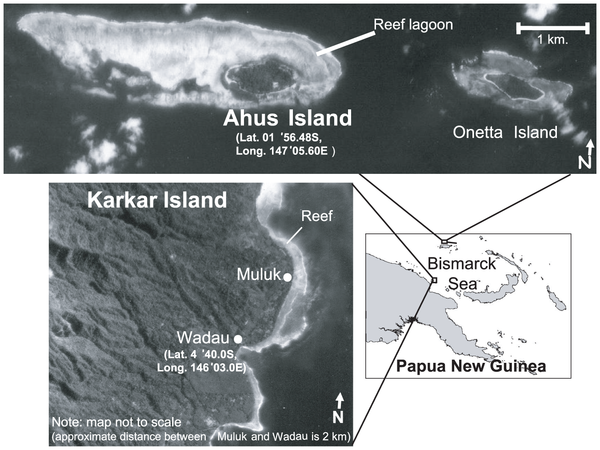 Reef lagoon
1 km.
Ahus Island
(Lat. 01 '56.48S,
Long. 147 '05.60E )
Onetta Island
N
Karkar Island
Reef
Muluk
Wadau
(Lat. 4 '40.0S,
Long. 146 '03.0E)
N
Note: map not to scale
(approximate distance between Muluk and Wadau is 2 km)
Bismarck
Sea
Papua New Guinea